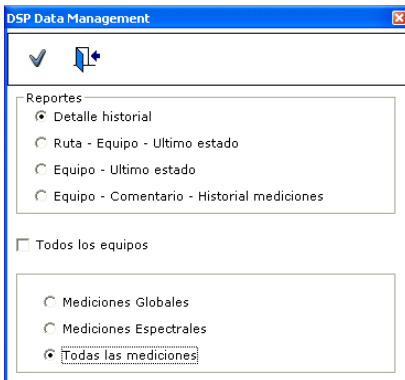 DSP Data Management
Reportes
Detalle historial
Ruta - Equipo - Ultimo estado
Equipo - Ultimo estado
Equipo - Comentario - Historial mediciones
Todos los equipos
Mediciones Globales
Mediciones Espectrales
Todas las mediciones